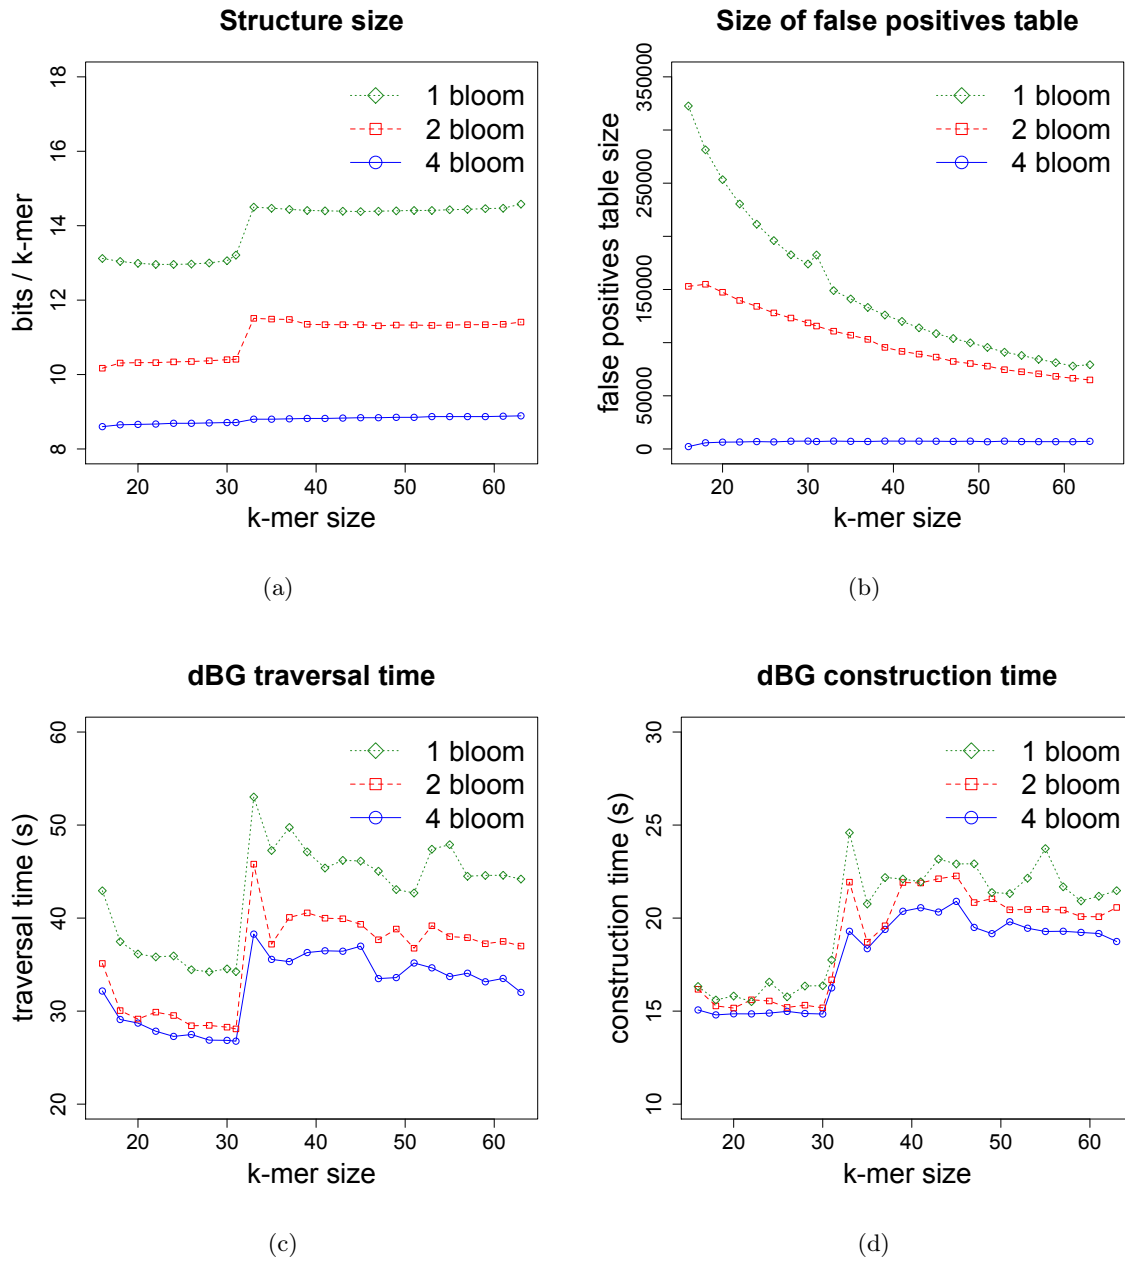 Structure size
18
16
14
12
10
8
bits / k-mer
1 bloom
2 bloom
4 bloom
20 30 40 50 60
k-mer size
(a)
Size of false positives table
350000
250000
150000
50000
0
false positives table size
1 bloom
2 bloom
4 bloom
20 30 40 50 60
k-mer size
(b)
dBG traversal time
60
50
40
30
20
traversal time (s)
1 bloom
2 bloom
4 bloom
20 30 40 50 60
k-mer size
(c)
dBG construction time
30
25
20
15
10
construction time (s)
1 bloom
2 bloom
4 bloom
20 30 40 50 60
k-mer size
(d)